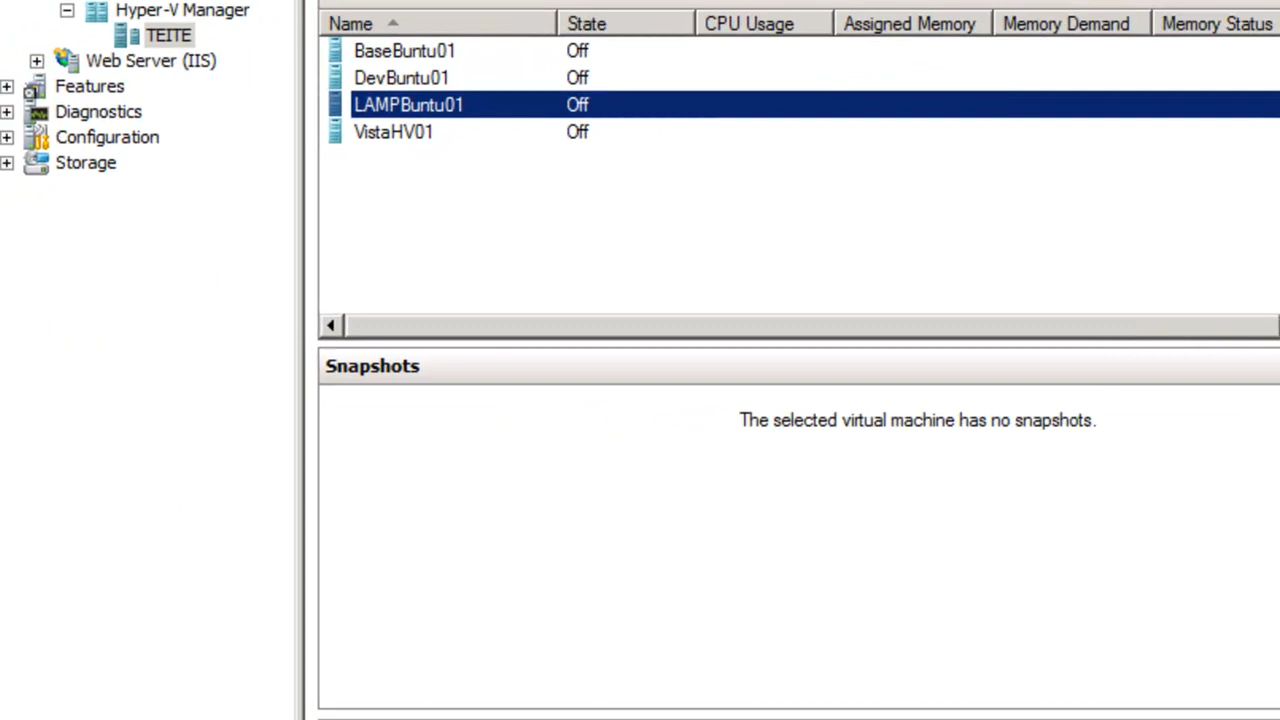 Hyper-V Manager
TEITE
Web Server (IIS)
Features
Diagnostics
Configuration
Storage
Name State CPU Usage Assigned Memory Memory Demand Memory Status
BaseBuntu01 Off
DevBuntu01 Off
LAMPBuntu01 Off
VistaHV01 Off
Snapshots
The selected virtual machine has no snapshots.